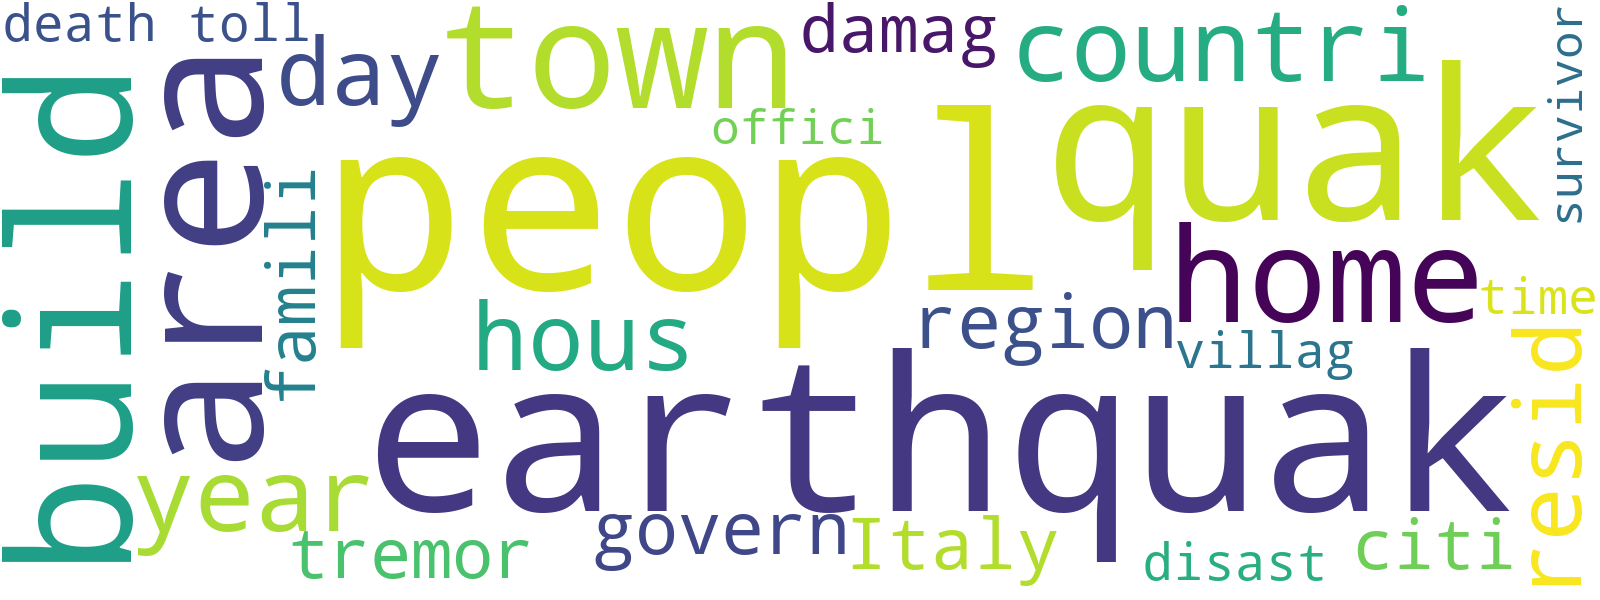 death toll
day
town
damag
countri
survivor
build
area
offici
peopl
quak
famili
home
time
hous
region
villag
resid
earthquak
year
tremor
govern
Italy
disast
citi